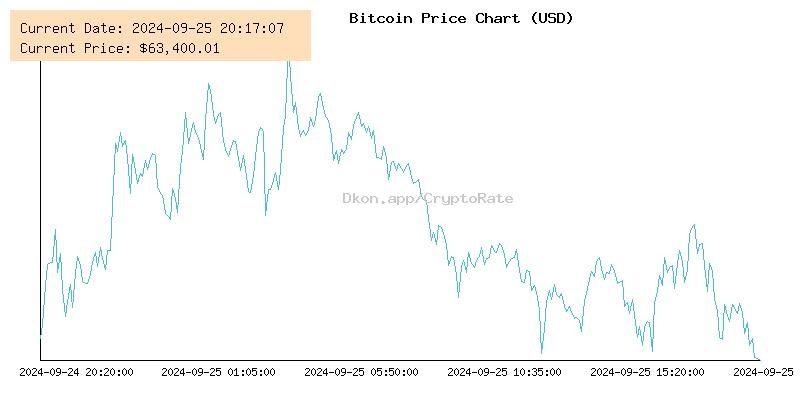 Bitcoin Price Chart (USD)
Current Date: 2024-09-25 20:17:07
Current Price: $63,400.01
Dkon.app/CryptoRate
2024-09-24 20:20:00 2024-09-25 01:05:00 2024-09-25 05:50:00 2024-09-25 10:35:00 2024-09-25 15:20:00 2024-09-25